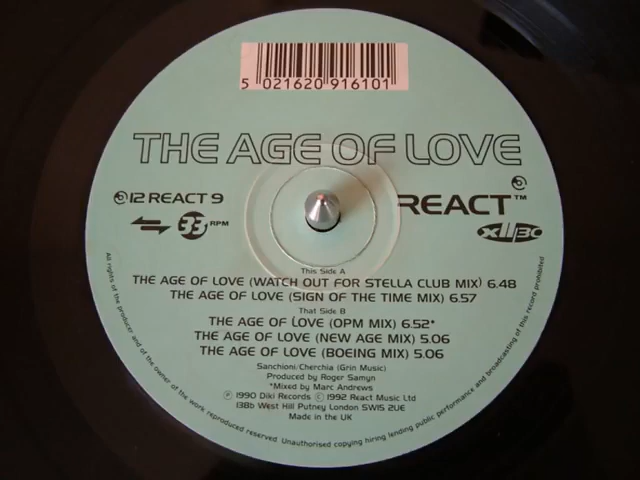 5 021620 916101
THE AGE OF LOVE
12 REACT 9
REACT™
33 RPM
This Side A
THE AGE OF LOVE (WATCH OUT FOR STELLA CLUB MIX) 6.48
THE AGE OF LOVE (SIGN OF THE TIME MIX) 6.57
That Side B
THE AGE OF LOVE (OPM MIX) 6.52*
THE AGE OF LOVE (NEW AGE MIX) 5.06
THE AGE OF LOVE (BOEING MIX) 5.06
Sanchioni/Cherchia (Grin Music)
Produced by Roger Samyn
*Mixed by Marc Andrews
Ⓟ 1990 Diki Records © 1992 React Music Ltd
138b West Hill Putney London SW15 2UE
Made in the UK
All rights of the producer and of the owner of the work reproduced reserved. Unauthorised copying hiring lending public performance and broadcasting of this record prohibited